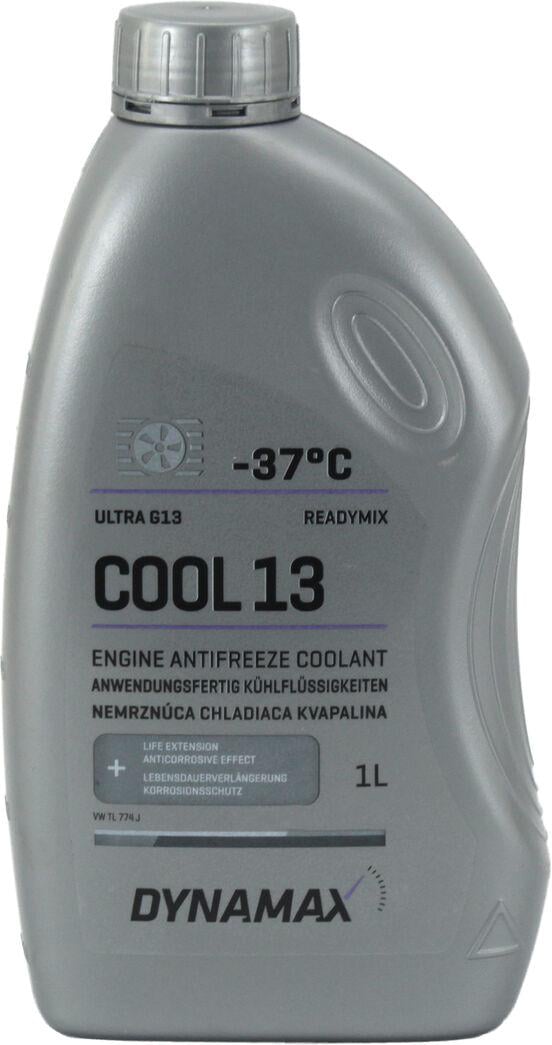 -37°C
ULTRA G13 READYMIX
COOL 13
ENGINE ANTIFREEZE COOLANT
ANWENDUNGSFERTIG KÜHLFLÜSSIGKEITEN
NEMRZNÚCA CHLADIACA KVAPALINA
+ LIFE EXTENSION
ANTICORROSIVE EFFECT
LEBENSDAUERVERLÄNGERUNG
KORROSIONSSCHUTZ
1L
VW TL 774 J
DYNAMAX